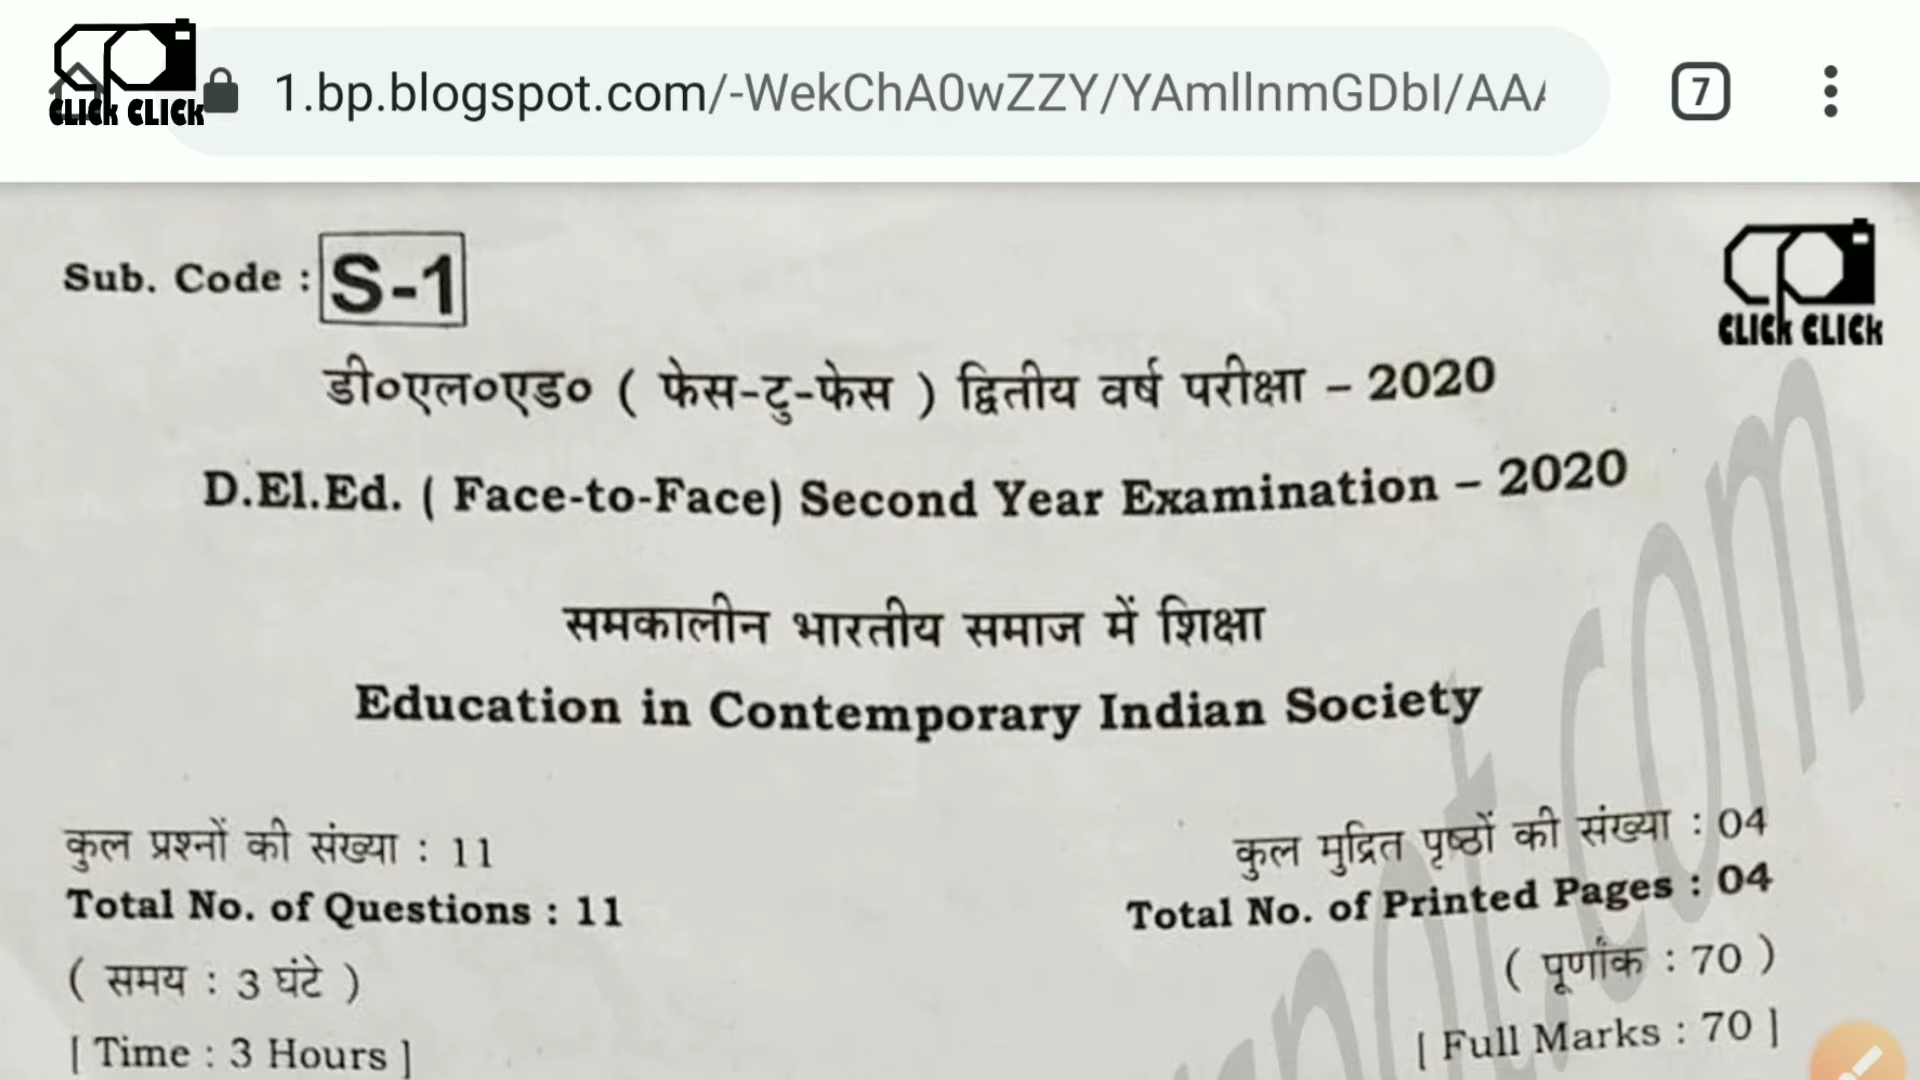 CLICK CLICK
1.bp.blogspot.com/-WekChA0wZZY/YAmllnmGDbI/AAA
7
Sub. Code : S-1
CLICK CLICK
डी०एल०एड० ( फेस-टु-फेस ) द्वितीय वर्ष परीक्षा – 2020
D.El.Ed. ( Face-to-Face) Second Year Examination – 2020
समकालीन भारतीय समाज में शिक्षा
Education in Contemporary Indian Society
कुल प्रश्नों की संख्या : 11
कुल मुद्रित पृष्ठों की संख्या : 04
Total No. of Questions : 11
Total No. of Printed Pages : 04
( समय : 3 घंटे )
( पूर्णांक : 70 )
[ Time : 3 Hours ]
[ Full Marks : 70 ]